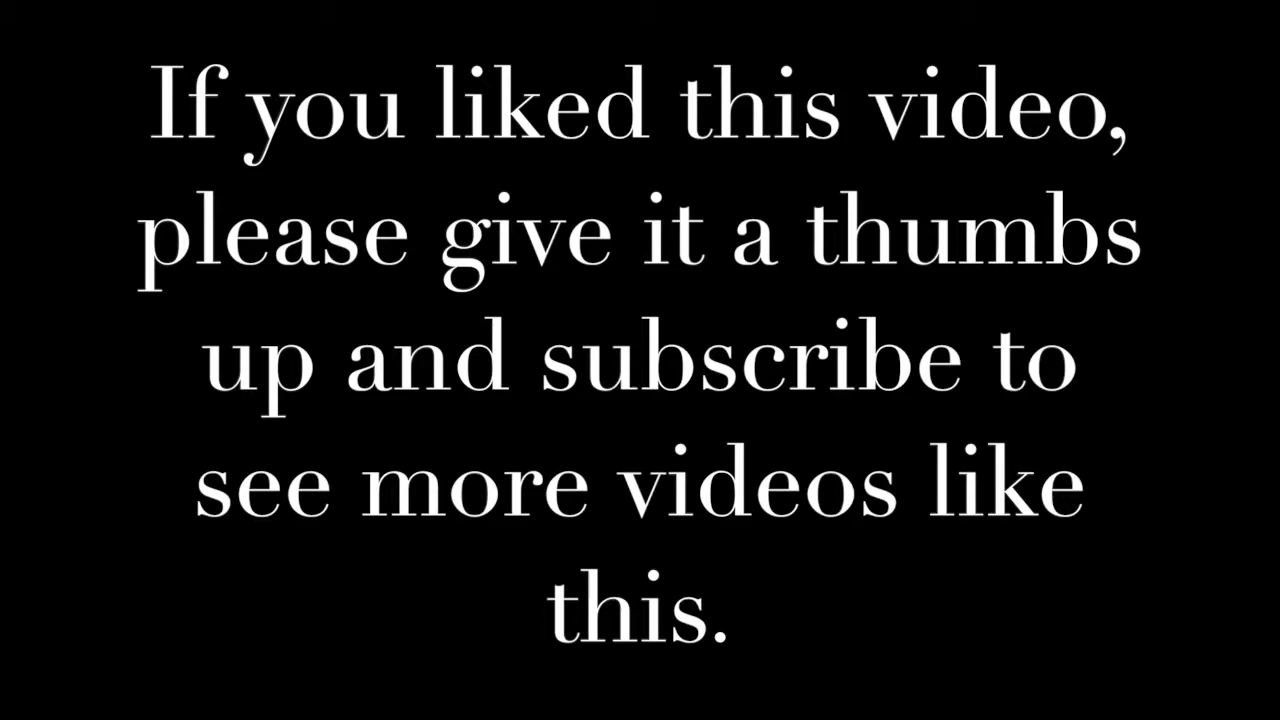 If you liked this video,
please give it a thumbs
up and subscribe to
see more videos like
this.